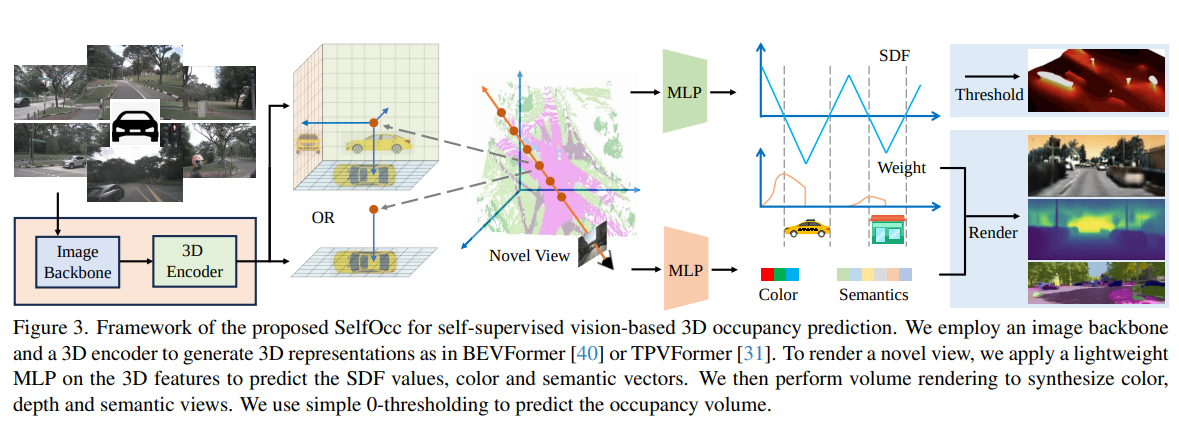 Image
Backbone
3D
Encoder
OR
Novel View
MLP
MLP
SDF
Weight
Color
Semantics
Threshold
Render
Figure 3. Framework of the proposed SelfOcc for self-supervised vision-based 3D occupancy prediction. We employ an image backbone
and a 3D encoder to generate 3D representations as in BEVFormer [40] or TPVFormer [31]. To render a novel view, we apply a lightweight
MLP on the 3D features to predict the SDF values, color and semantic vectors. We then perform volume rendering to synthesize color,
depth and semantic views. We use simple 0-thresholding to predict the occupancy volume.